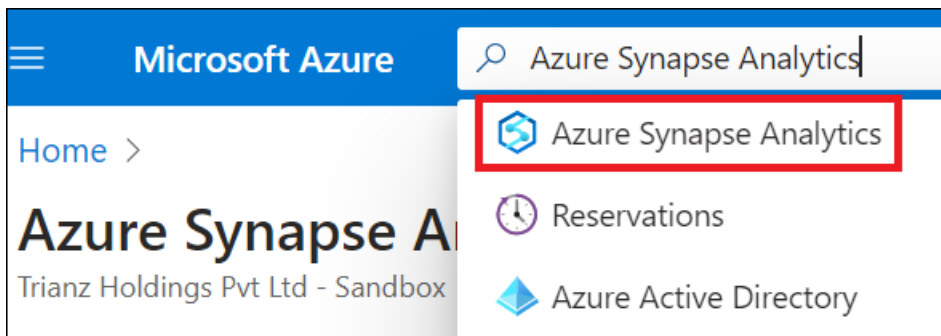 Microsoft Azure
Azure Synapse Analytics
Azure Synapse Analytics
Home >
Reservations
Azure Synapse A
Trianz Holdings Pvt Ltd - Sandbox
Azure Active Directory